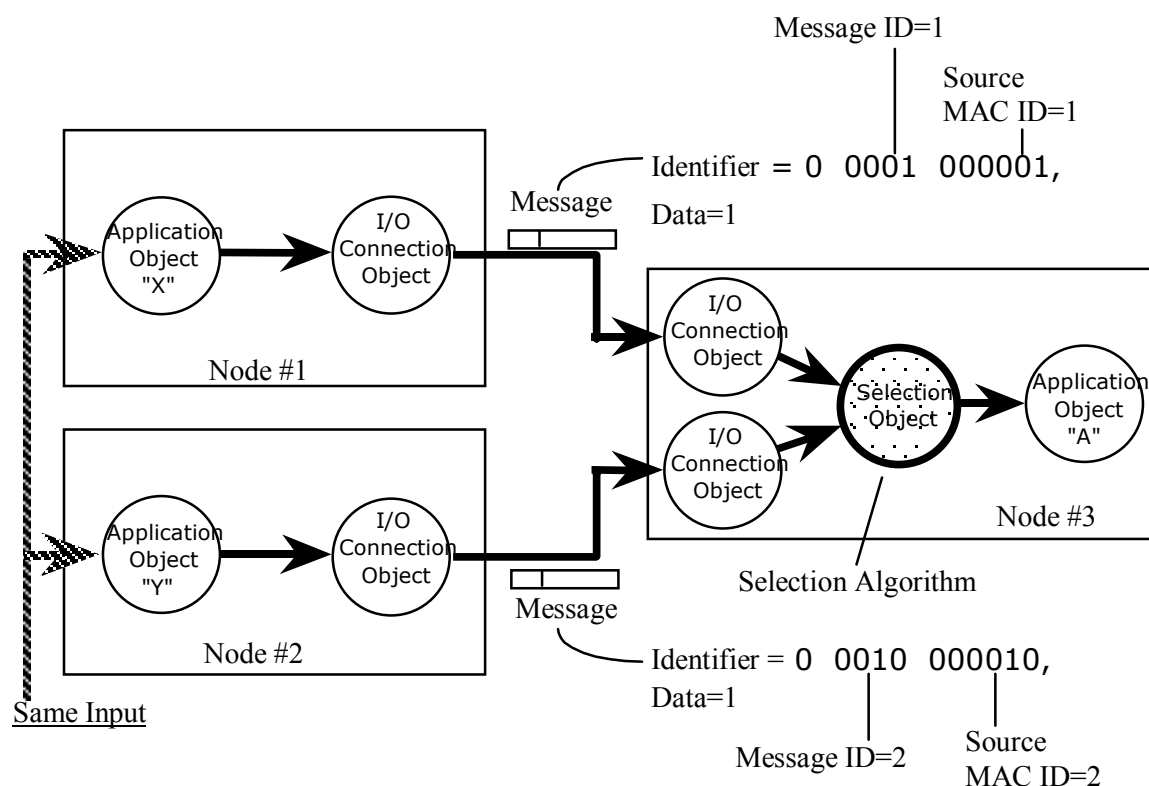 Message ID=1
Source
MAC ID=1
Identifier = 0 0001 000001,
Data=1
Message
Application
Object
"X"
I/O
Connection
Object
Node #1
I/O
Connection
Object
Selection
Object
Application
Object
"A"
I/O
Connection
Object
Node #3
Application
Object
"Y"
I/O
Connection
Object
Node #2
Selection Algorithm
Message
Identifier = 0 0010 000010,
Data=1
Same Input
Message ID=2
Source
MAC ID=2